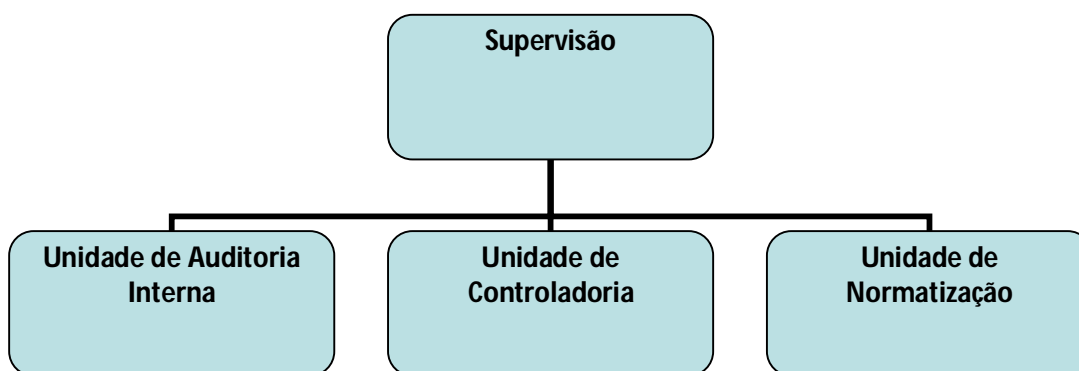 Supervisão
Unidade de Auditoria
Interna
Unidade de
Controladoria
Unidade de
Normatização